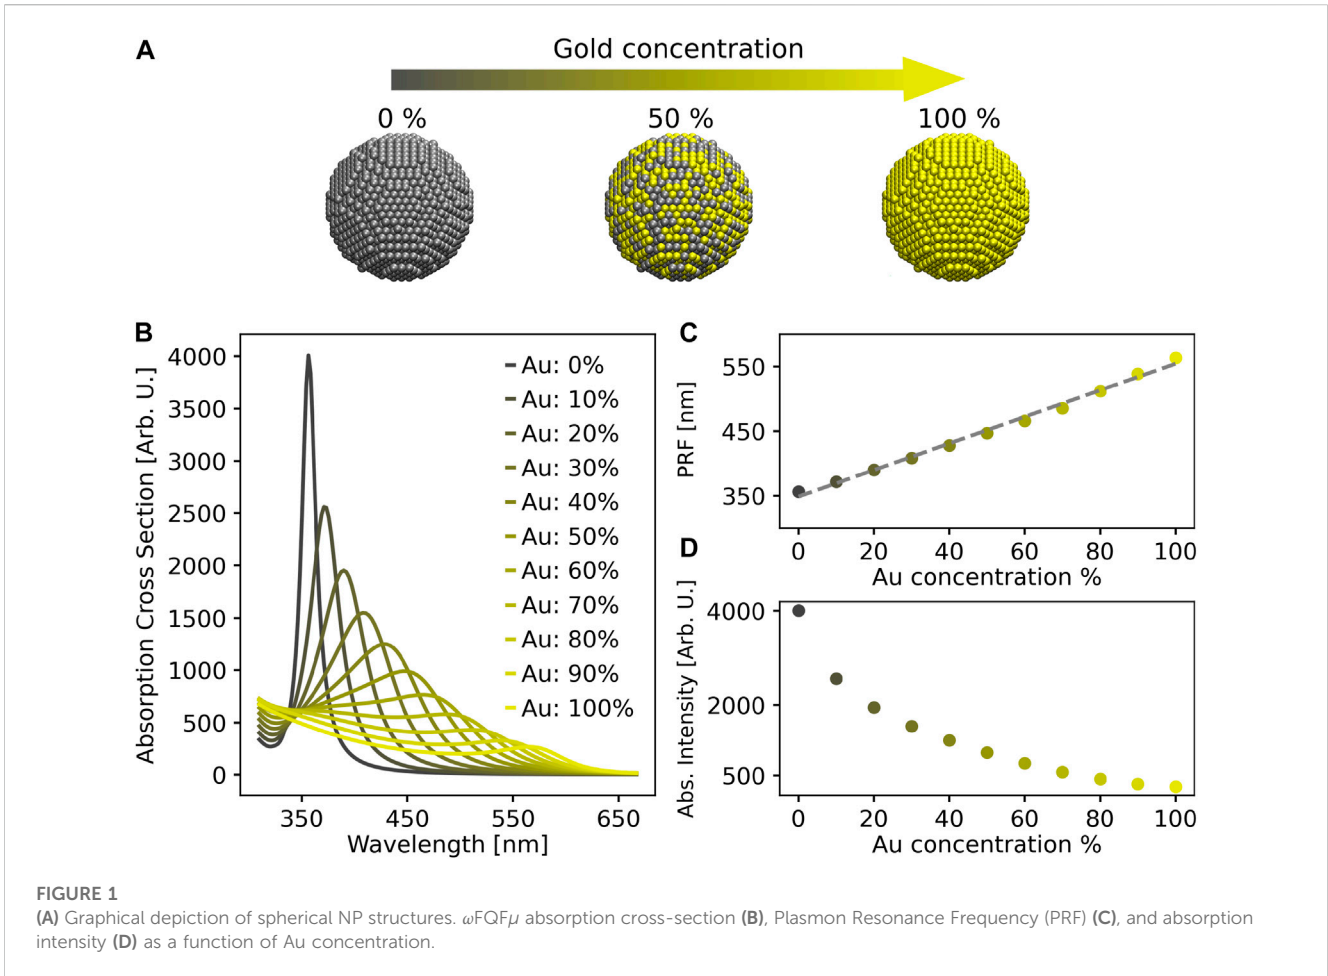 A
Gold concentration
0 %
50 %
100 %
B
Absorption Cross Section [Arb. U.]
4000
3500
3000
2500
2000
1500
1000
500
0
350
450
550
650
Wavelength [nm]
Au: 0%
Au: 10%
Au: 20%
Au: 30%
Au: 40%
Au: 50%
Au: 60%
Au: 70%
Au: 80%
Au: 90%
Au: 100%
C
PRF [nm]
550
450
350
0
20
40
60
80
100
Au concentration %
D
Abs. Intensity [Arb. U.]
4000
2000
500
0
20
40
60
80
100
Au concentration %
FIGURE 1
(A) Graphical depiction of spherical NP structures. ωFQFμ absorption cross-section (B), Plasmon Resonance Frequency (PRF) (C), and absorption
intensity (D) as a function of Au concentration.